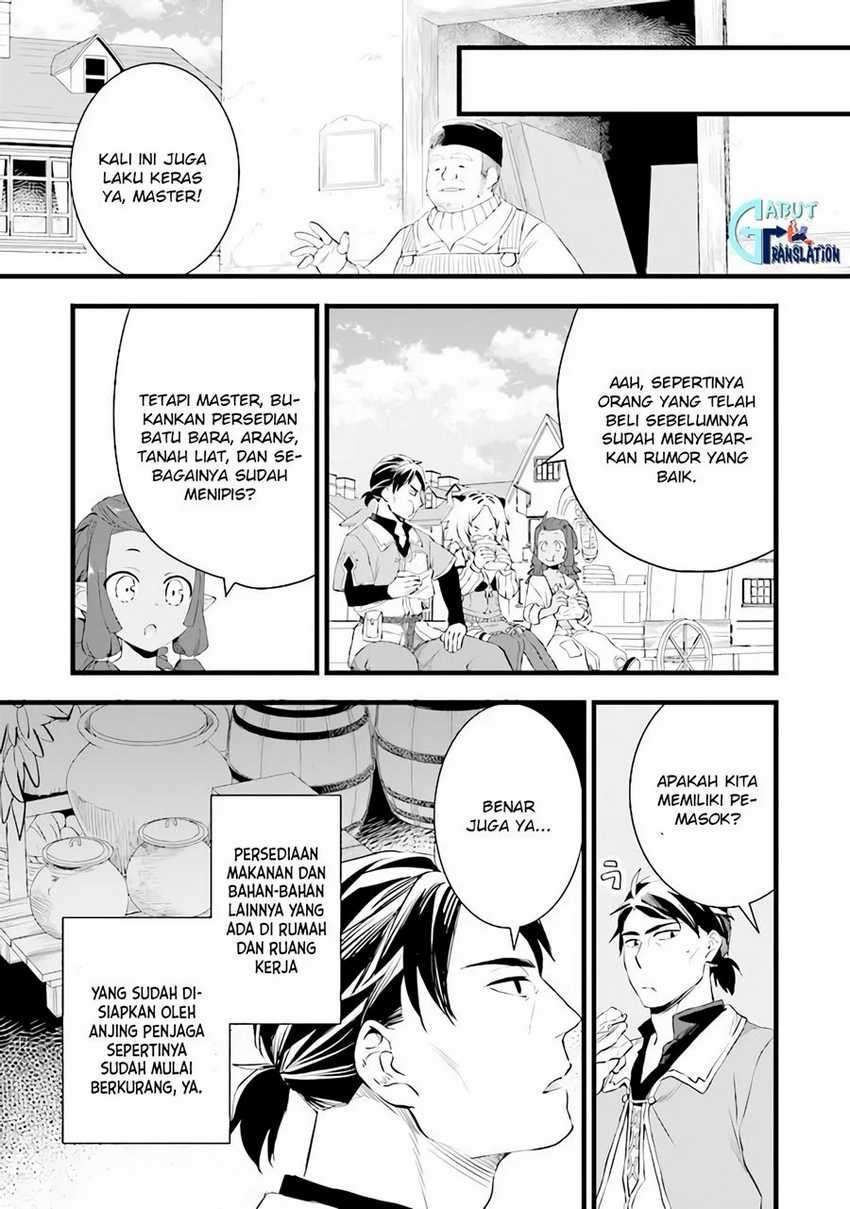 KALI INI JUGA
LAKU KERAS
YA, MASTER!
GABUT
TRANSLATION
AAH, SEPERTINYA
ORANG YANG TELAH
BELI SEBELUMNYA
SUDAH MENYEBAR-
KAN RUMOR YANG
BAIK.
TETAPI MASTER, BU-
KANKAN PERSEDIAN
BATU BARA, ARANG,
TANAH LIAT, DAN SE-
BAGAINYA SUDAH
MENIPIS?
APAKAH KITA
MEMILIKI PE-
MASOK?
う
BENAR
JUGA YA...
PERSEDIAAN
MAKANAN DAN
BAHAN-BAHAN
LAINNYA YANG
ADA DI RUMAH
DAN RUANG
KERJA
YANG SUDAH DI-
SIAPKAN OLEH
ANJING PENJAGA
SEPERTINYA
SUDAH MULAI
BERKURANG, YA.